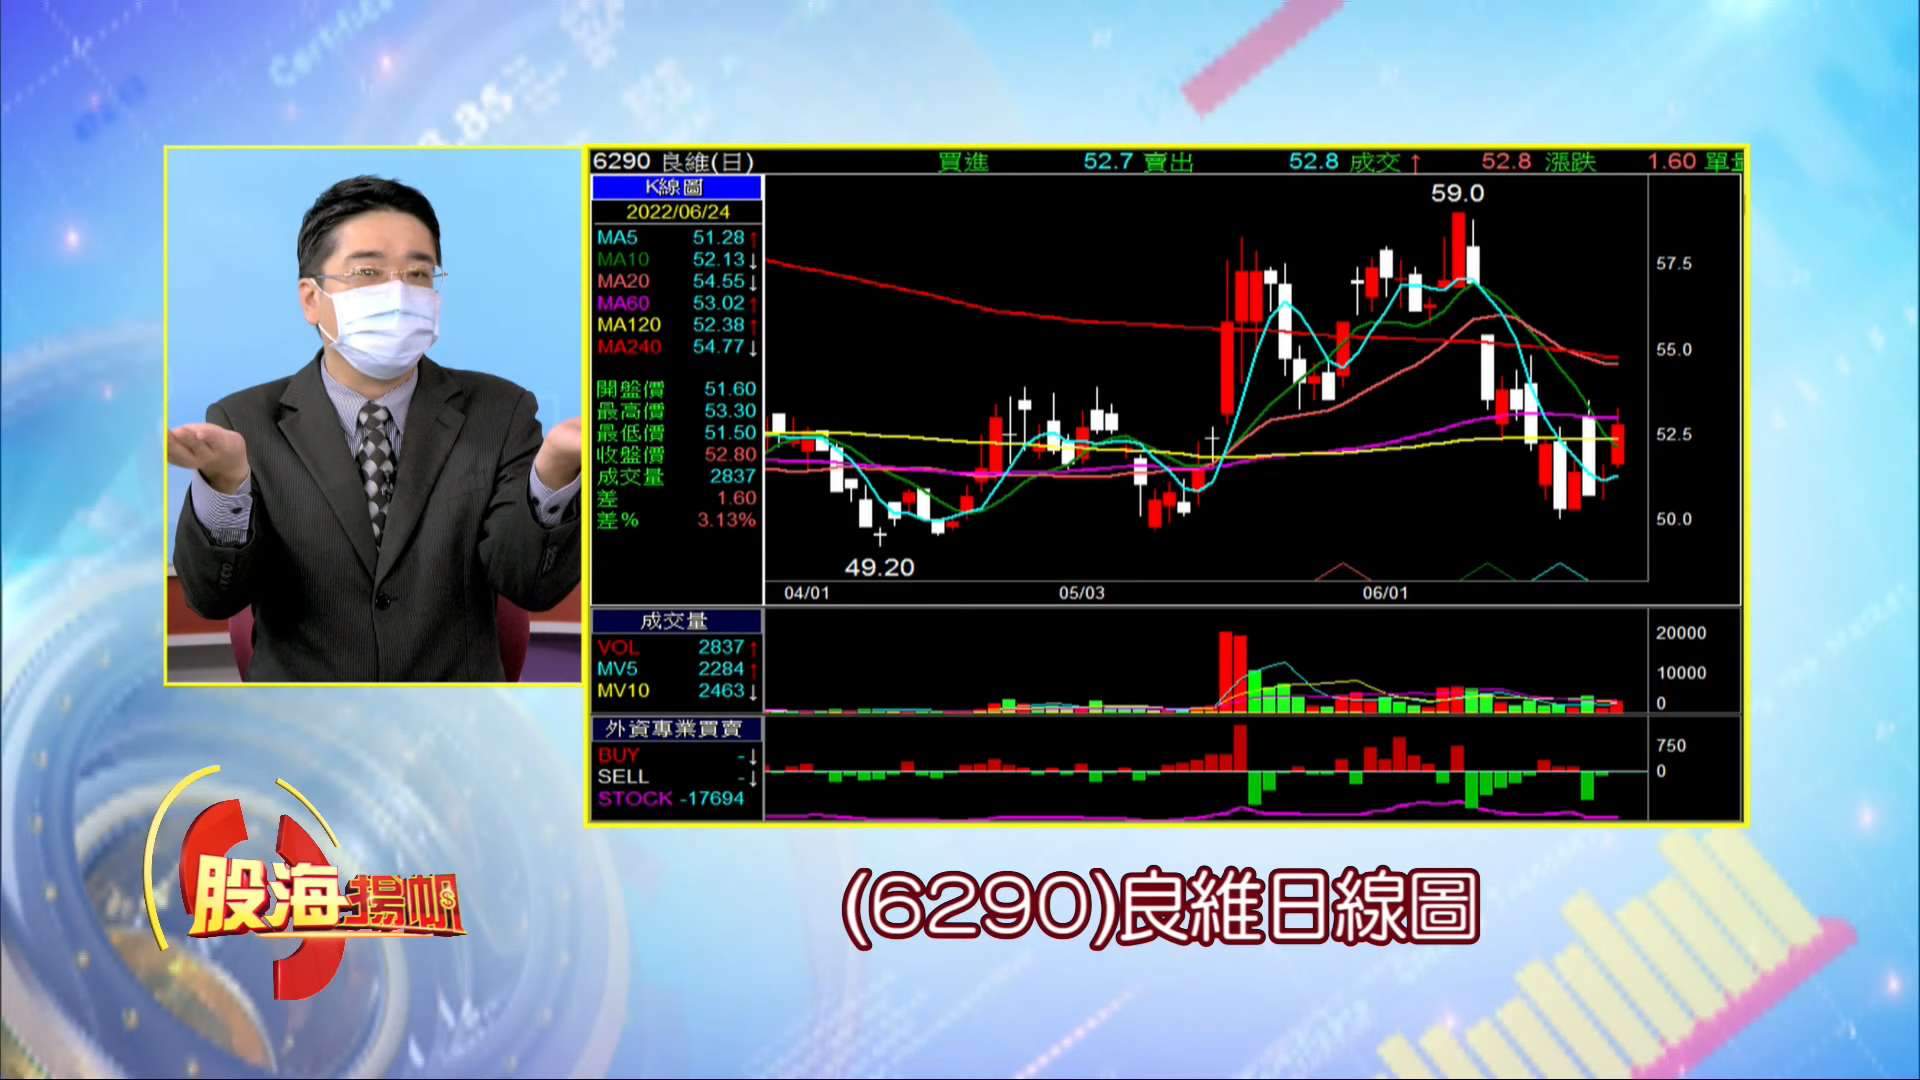 6290 良維(日) 買進 52.7 賣出 52.8 成交↑ 52.8 漲跌 1.60 單量
K線圖
2022/06/24
MA5 51.28↑
MA10 52.13↓
MA20 54.55↓
MA60 53.02↑
MA120 52.38↑
MA240 54.77↓
開盤價 51.60
最高價 53.30
最低價 51.50
收盤價 52.80
成交量 2837
差 1.60
差% 3.13%
59.0
57.5
55.0
52.5
50.0
49.20
04/01 05/03 06/01
成交量
VOL 2837↑
MV5 2284↑
MV10 2463↓
20000
10000
0
外資專業買賣
BUY -↓
SELL -↓
STOCK -17694
750
0
股海揚帆
(6290)良維日線圖